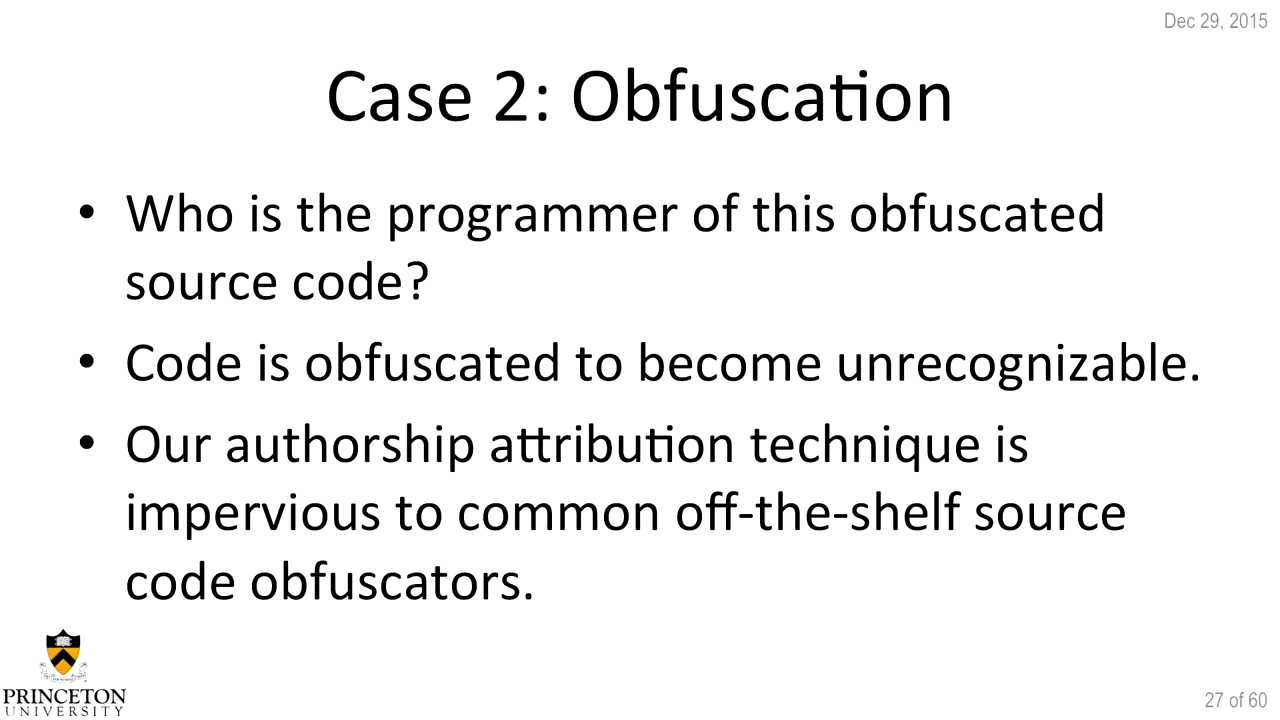 Dec 29, 2015
Case 2: Obfuscation
• Who is the programmer of this obfuscated
source code?
• Code is obfuscated to become unrecognizable.
• Our authorship attribution technique is
impervious to common off-the-shelf source
code obfuscators.
PRINCETON
UNIVERSITY
27 of 60